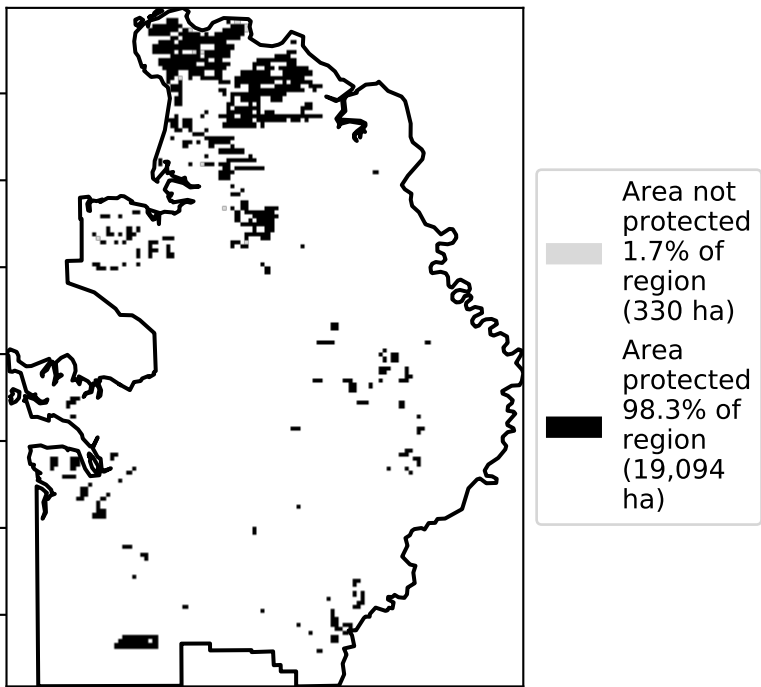 Area not
protected
1.7% of
region
(330 ha)
Area
protected
98.3% of
region
(19,094
ha)